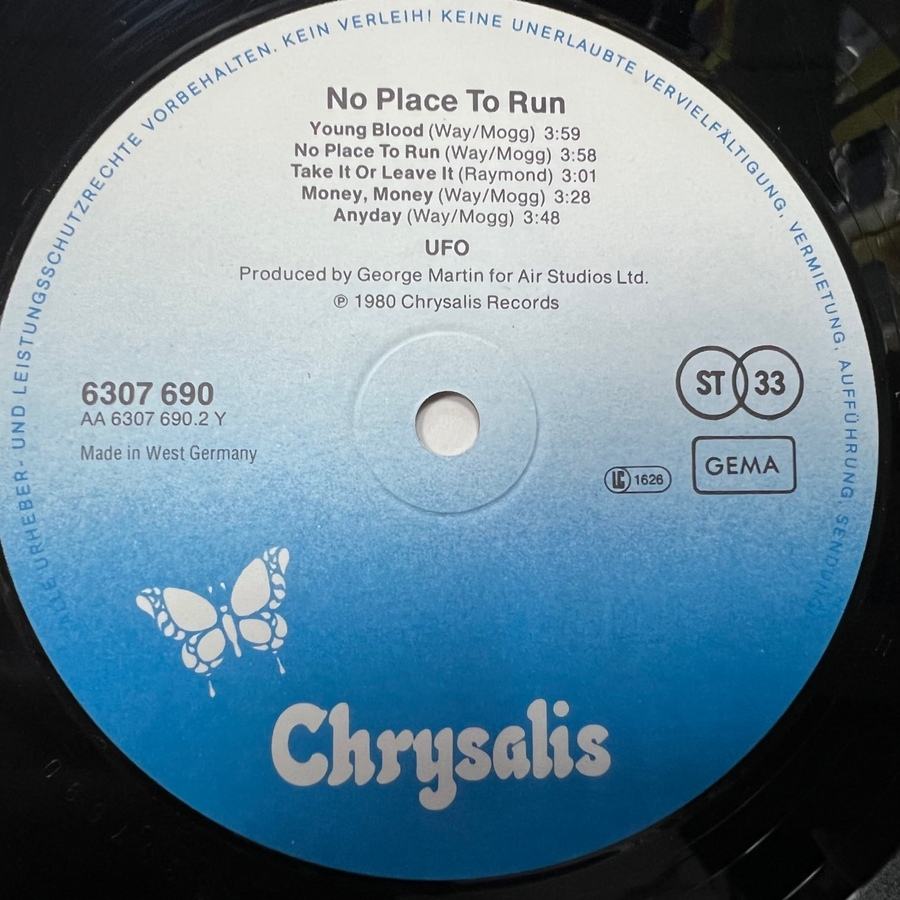 ALLE URHEBER- UND LEISTUNGSSCHUTZRECHTE VORBEHALTEN. KEIN VERLEIH! KEINE UNERLAUBTE VERVIELFÄLTIGUNG, VERMIETUNG, AUFFÜHRUNG, SENDUNG!
No Place To Run
Young Blood (Way/Mogg) 3:59
No Place To Run (Way/Mogg) 3:58
Take It Or Leave It (Raymond) 3:01
Money, Money (Way/Mogg) 3:28
Anyday (Way/Mogg) 3:48
UFO
Produced by George Martin for Air Studios Ltd.
℗ 1980 Chrysalis Records
6307 690
AA 6307 690.2 Y
Made in West Germany
ST 33
LC 1626
GEMA
Chrysalis